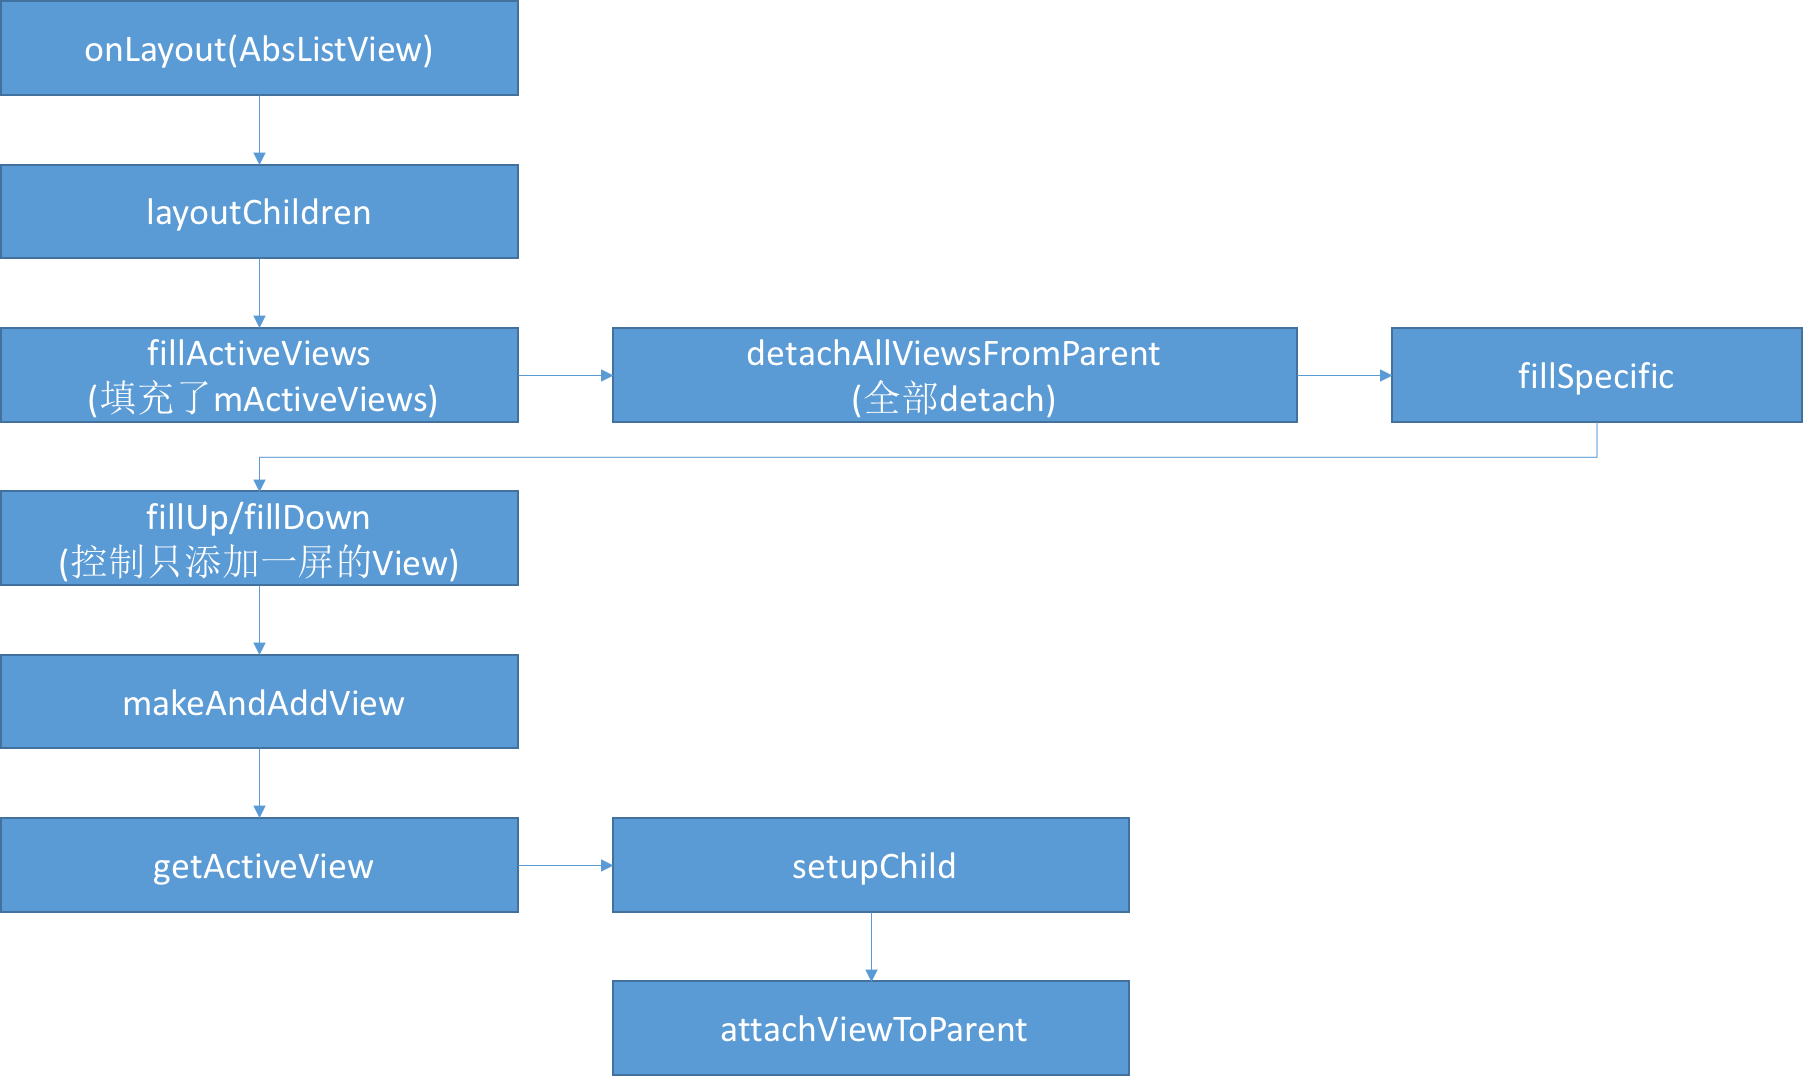 onLayout(AbsListView)
layoutChildren
fillActiveViews
(填充了mActiveViews)
detachAllViewsFromParent
(全部detach)
fillSpecific
fillUp/fillDown
(控制只添加一屏的View)
makeAndAddView
getActiveView
setupChild
attachViewToParent